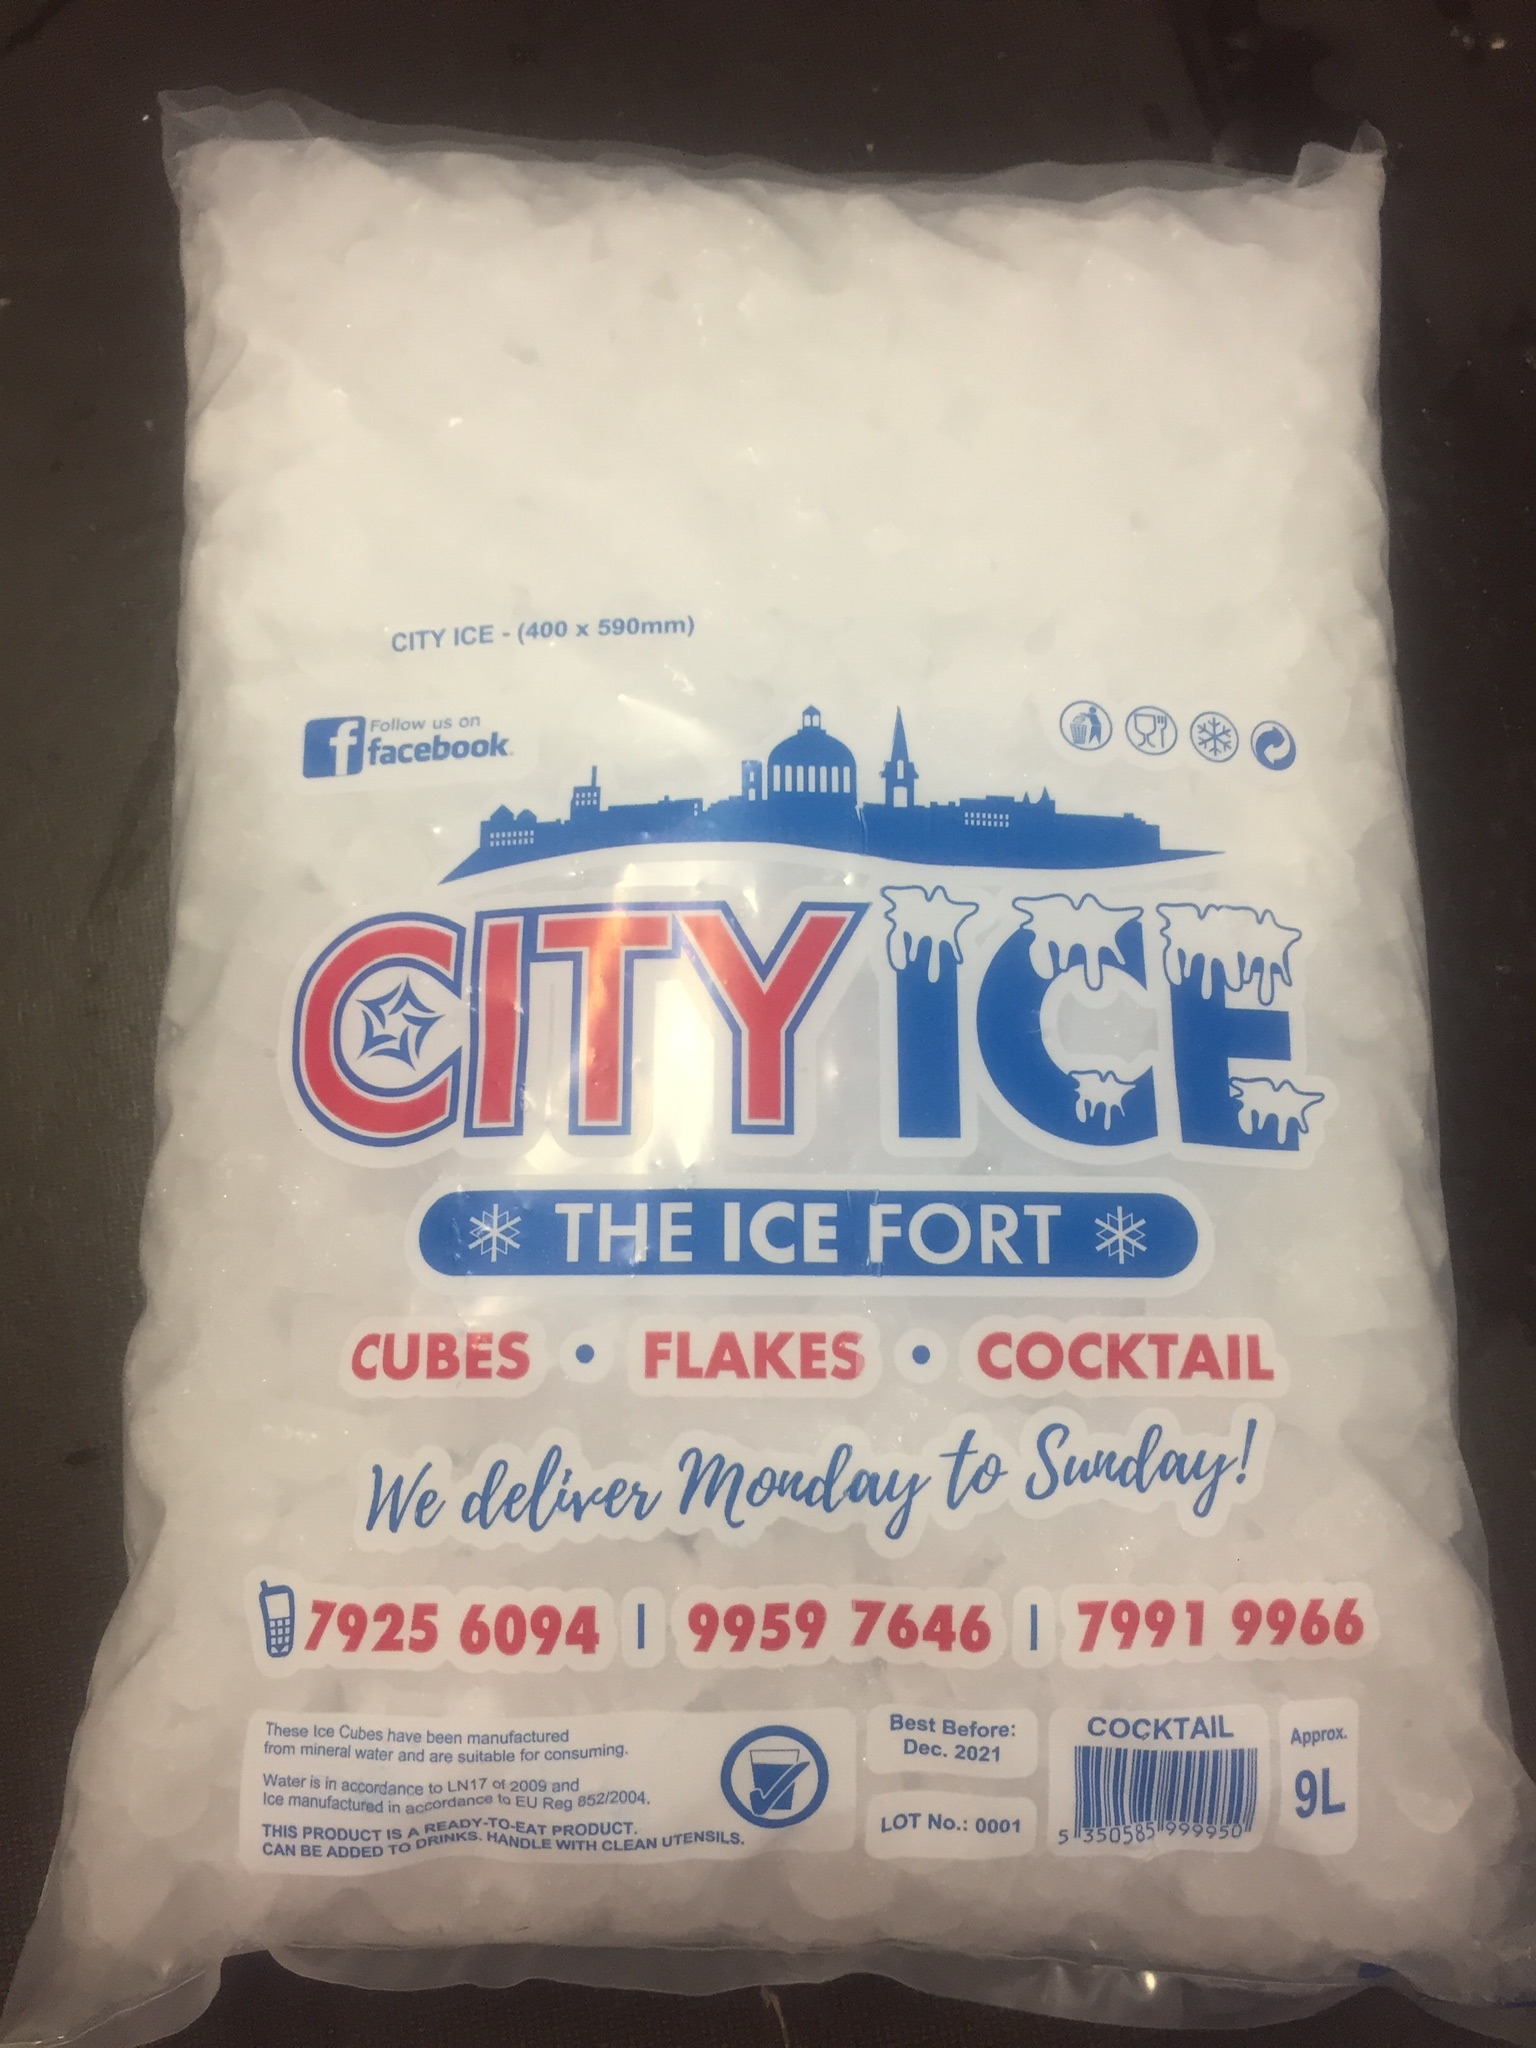 CITY ICE - (400 x 590mm)
Follow us on
facebook.
CITY ICE
THE ICE FORT
CUBES • FLAKES • COCKTAIL
We deliver Monday to Sunday!
7925 6094 | 9959 7646 | 7991 9966
These Ice Cubes have been manufactured
from mineral water and are suitable for consuming.
Water is in accordance to LN17 of 2009 and
Ice manufactured in accordance to EU Reg 852/2004.
THIS PRODUCT IS A READY-TO-EAT PRODUCT.
CAN BE ADDED TO DRINKS. HANDLE WITH CLEAN UTENSILS.
Best Before:
Dec. 2021
LOT No.: 0001
COCKTAIL
5 350585 999950
Approx.
9L